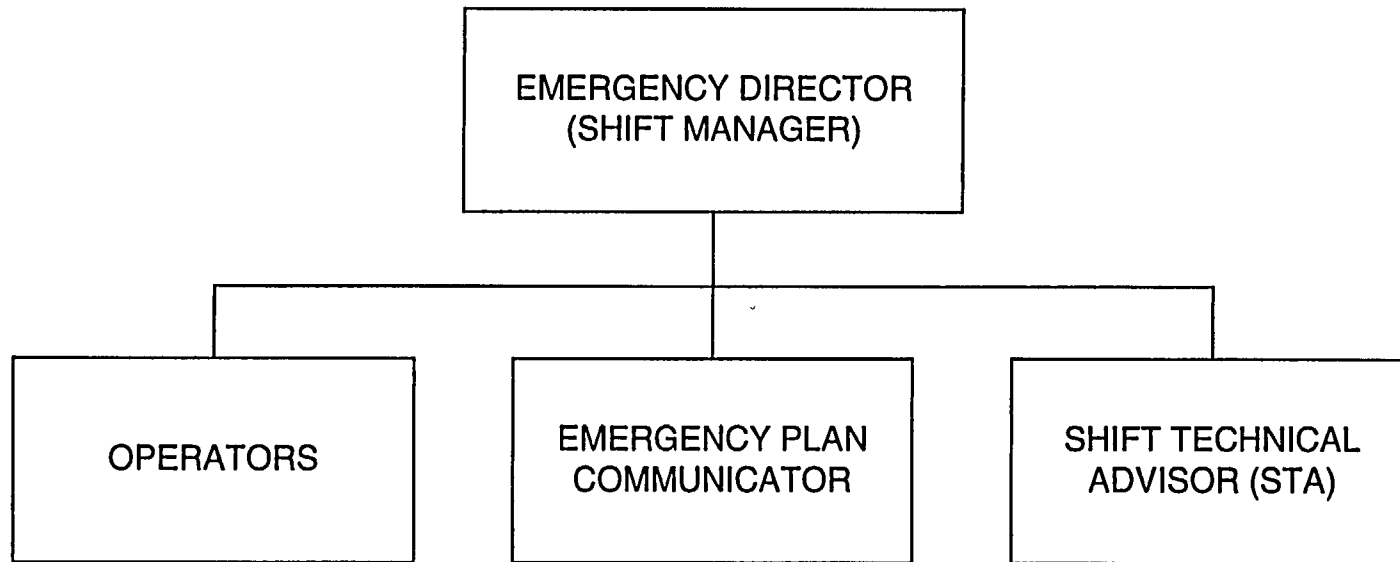 EMERGENCY DIRECTOR
(SHIFT MANAGER)
OPERATORS
EMERGENCY PLAN
COMMUNICATOR
SHIFT TECHNICAL
ADVISOR (STA)